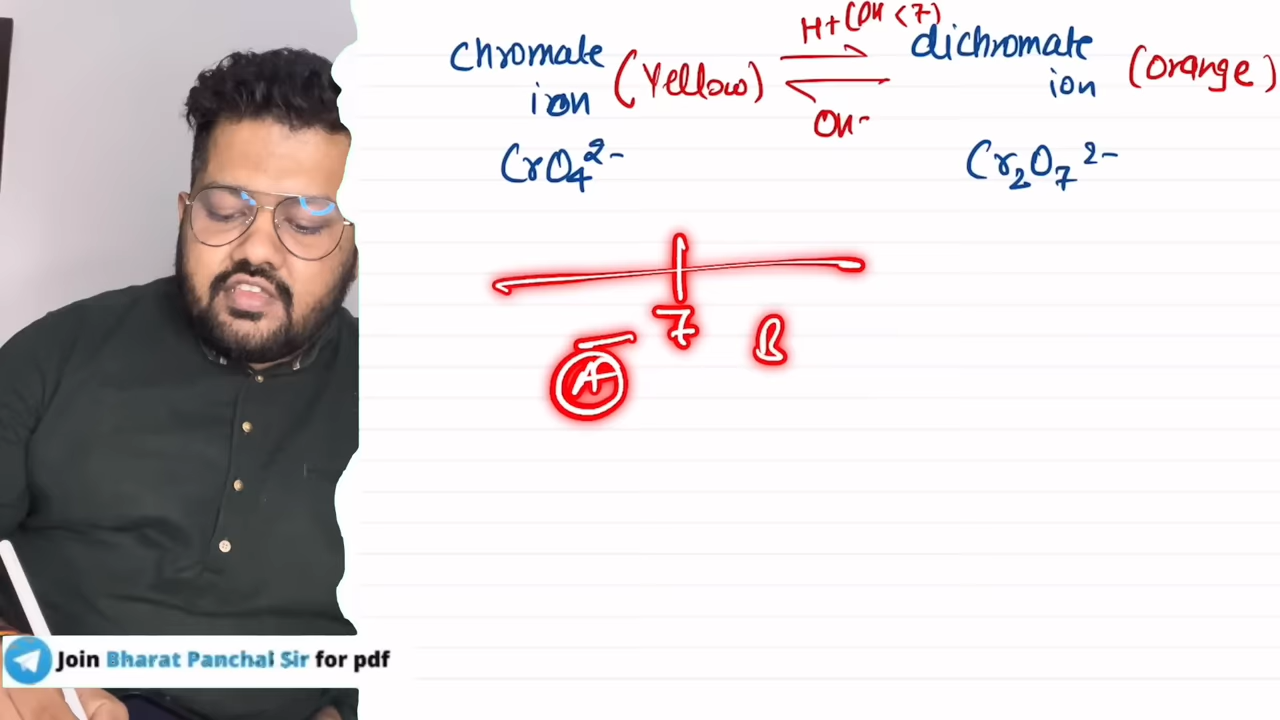 H+ (pH < 7)
chromate ion (Yellow) ⇌ dichromate ion (orange)
OH-
CrO4 2-
Cr2O7 2-
7
A B
Join Bharat Panchal Sir for pdf